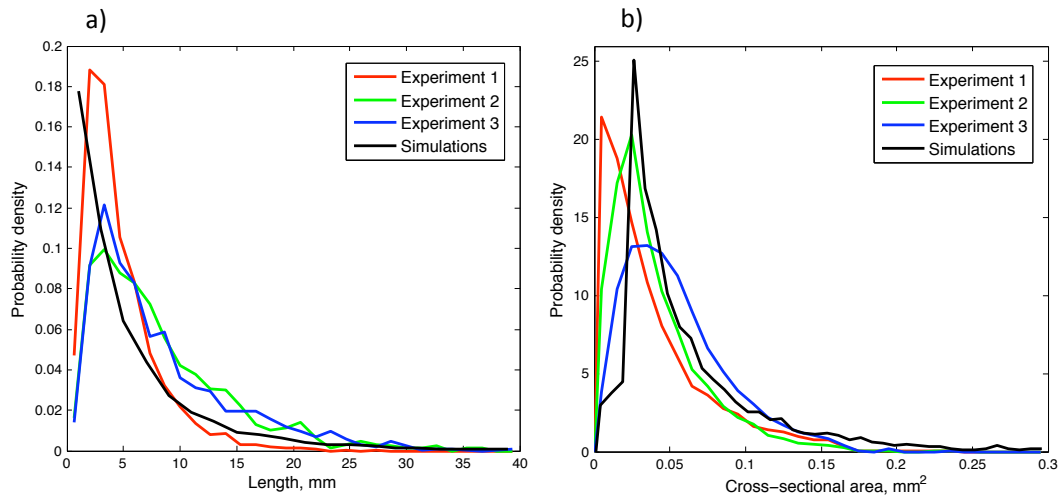 a)
0.2
0.18
0.16
0.14
0.12
0.1
0.08
0.06
0.04
0.02
0
0 5 10 15 20 25 30 35 40
Probability density
Length, mm
Experiment 1
Experiment 2
Experiment 3
Simulations
b)
25
20
15
10
5
0
0 0.05 0.1 0.15 0.2 0.25 0.3
Probability density
Cross−sectional area, mm²
Experiment 1
Experiment 2
Experiment 3
Simulations